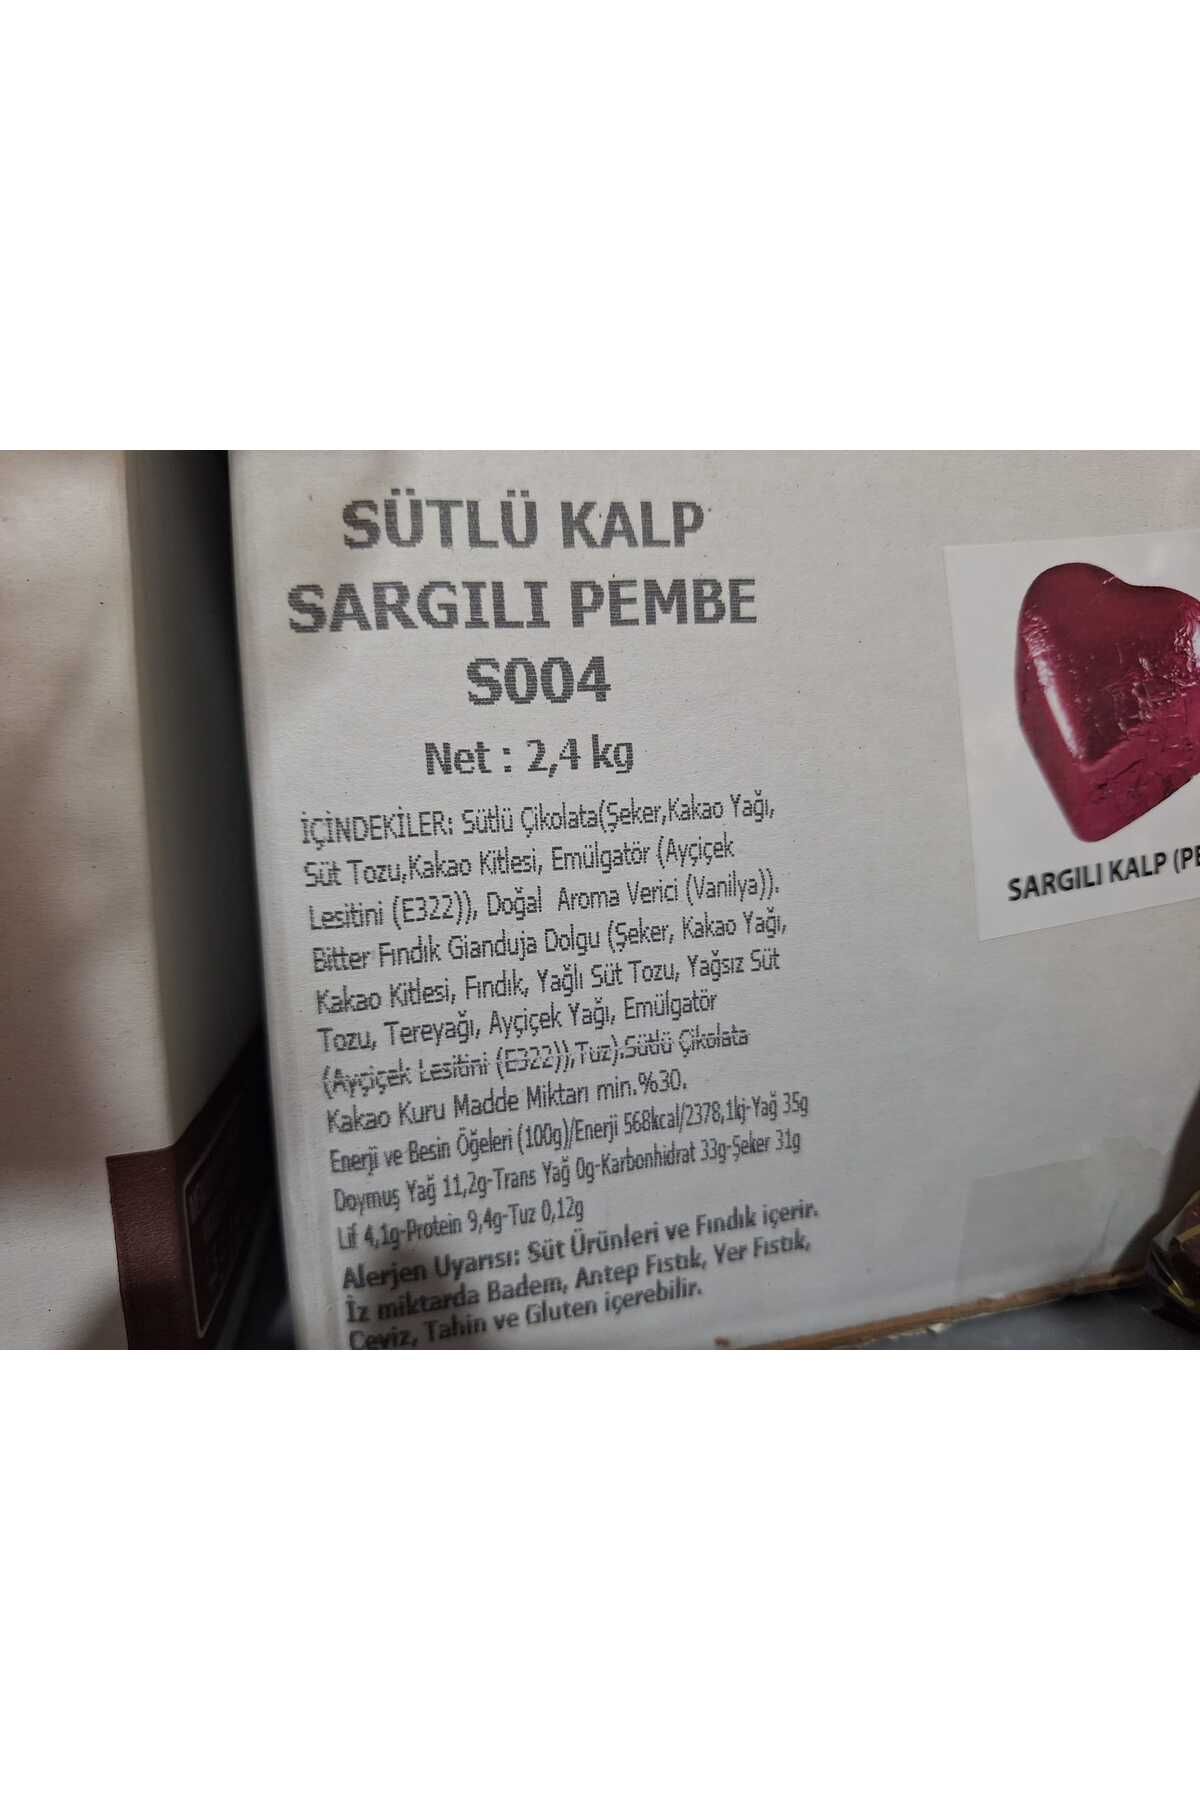 SÜTLÜ KALP
SARGILI PEMBE
S004
Net : 2,4 kg
İÇİNDEKİLER: Sütlü Çikolata(Şeker,Kakao Yağı,
Süt Tozu,Kakao Kitlesi, Emülgatör (Ayçiçek
Lesitini (E322)), Doğal Aroma Verici (Vanilya)).
Bitter Fındık Gianduja Dolgu (Şeker, Kakao Yağı,
Kakao Kitlesi, Fındık, Yağlı Süt Tozu, Yağsız Süt
Tozu, Tereyağı, Ayçiçek Yağı, Emülgatör
(Ayçiçek Lesitini (E322)),Tuz).Sütlü Çikolata
Kakao Kuru Madde Miktarı min.%30.
Enerji ve Besin Öğeleri (100g)/Enerji 568kcal/2378,1kj-Yağ 35g
Doymuş Yağ 11,2g-Trans Yağ 0g-Karbonhidrat 33g-Şeker 31g
Lif 4,1g-Protein 9,4g-Tuz 0,12g
Alerjen Uyarısı: Süt Ürünleri ve Fındık içerir.
İz miktarda Badem, Antep Fıstık, Yer Fıstık,
Ceviz, Tahin ve Gluten içerebilir.
SARGILI KALP (PE